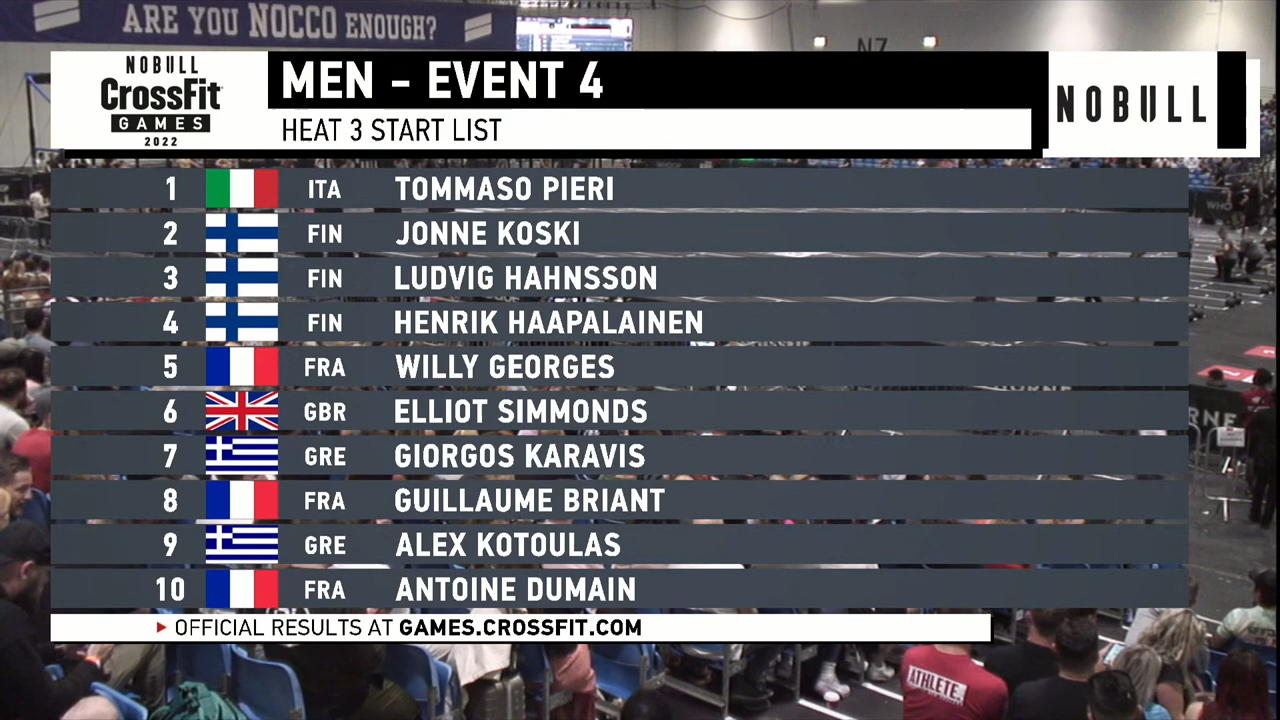 ARE YOU NOCCO ENOUGH?
NOBULL
CrossFit
GAMES
2022
MEN - EVENT 4
HEAT 3 START LIST
NOBULL
1 ITA TOMMASO PIERI
2 FIN JONNE KOSKI
3 FIN LUDVIG HAHNSSON
4 FIN HENRIK HAAPALAINEN
5 FRA WILLY GEORGES
6 GBR ELLIOT SIMMONDS
7 GRE GIORGOS KARAVIS
8 FRA GUILLAUME BRIANT
9 GRE ALEX KOTOULAS
10 FRA ANTOINE DUMAIN
OFFICIAL RESULTS AT GAMES.CROSSFIT.COM
ATHLETE.